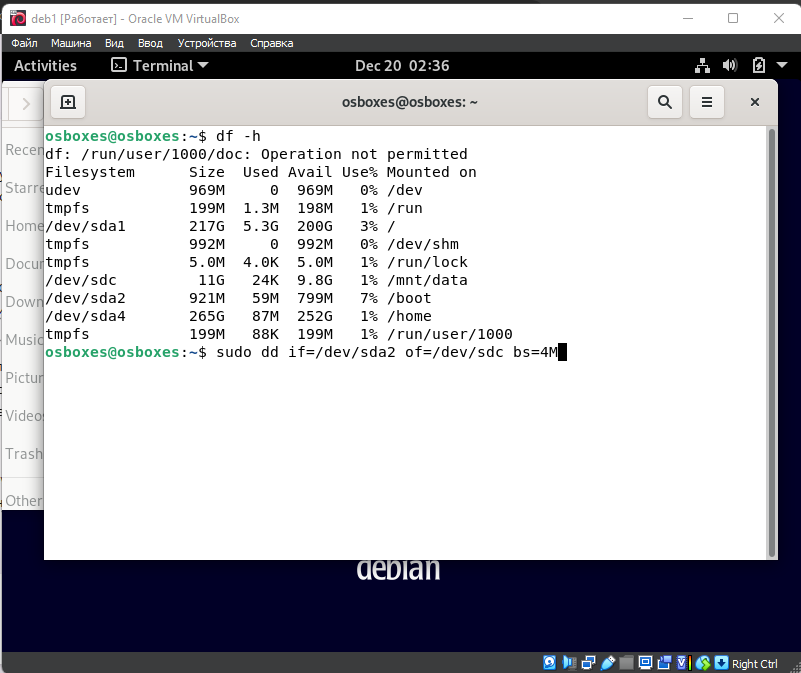 deb1 [Работает] - Oracle VM VirtualBox
Файл Машина Вид Ввод Устройства Справка
Activities Terminal Dec 20 02:36
osboxes@osboxes: ~
Recen
Starre
Home
Docu
Down
Music
Pictur
Video
Trash
Other
osboxes@osboxes:~$ df -h
df: /run/user/1000/doc: Operation not permitted
Filesystem      Size  Used Avail Use% Mounted on
udev            969M     0  969M   0% /dev
tmpfs           199M  1.3M  198M   1% /run
/dev/sda1       217G  5.3G  200G   3% /
tmpfs           992M     0  992M   0% /dev/shm
tmpfs           5.0M  4.0K  5.0M   1% /run/lock
/dev/sdc         11G   24K  9.8G   1% /mnt/data
/dev/sda2       921M   59M  799M   7% /boot
/dev/sda4       265G   87M  252G   1% /home
tmpfs           199M   88K  199M   1% /run/user/1000
osboxes@osboxes:~$ sudo dd if=/dev/sda2 of=/dev/sdc bs=4M
debian
Right Ctrl